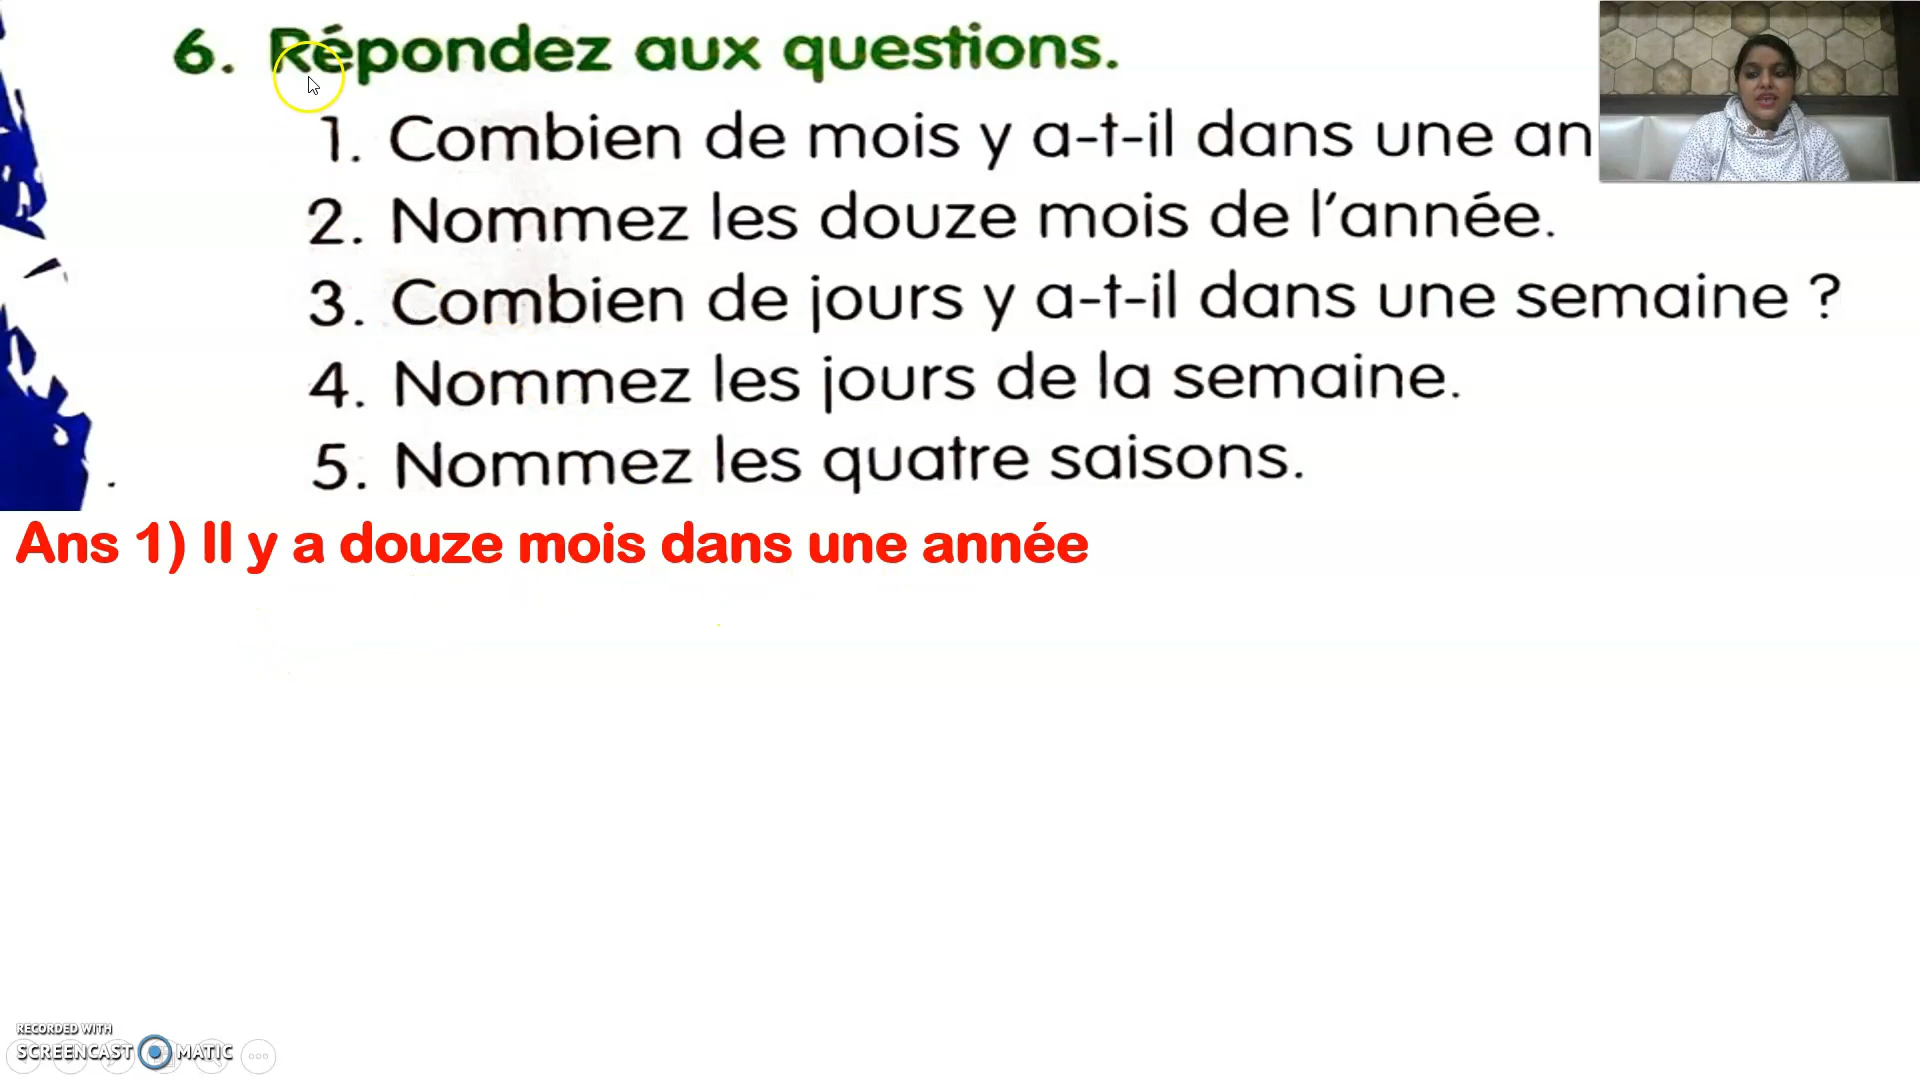 6. Répondez aux questions.
1. Combien de mois y a-t-il dans une an
2. Nommez les douze mois de l'année.
3. Combien de jours y a-t-il dans une semaine ?
4. Nommez les jours de la semaine.
5. Nommez les quatre saisons.
Ans 1) Il y a douze mois dans une année
RECORDED WITH
SCREENCAST MATIC